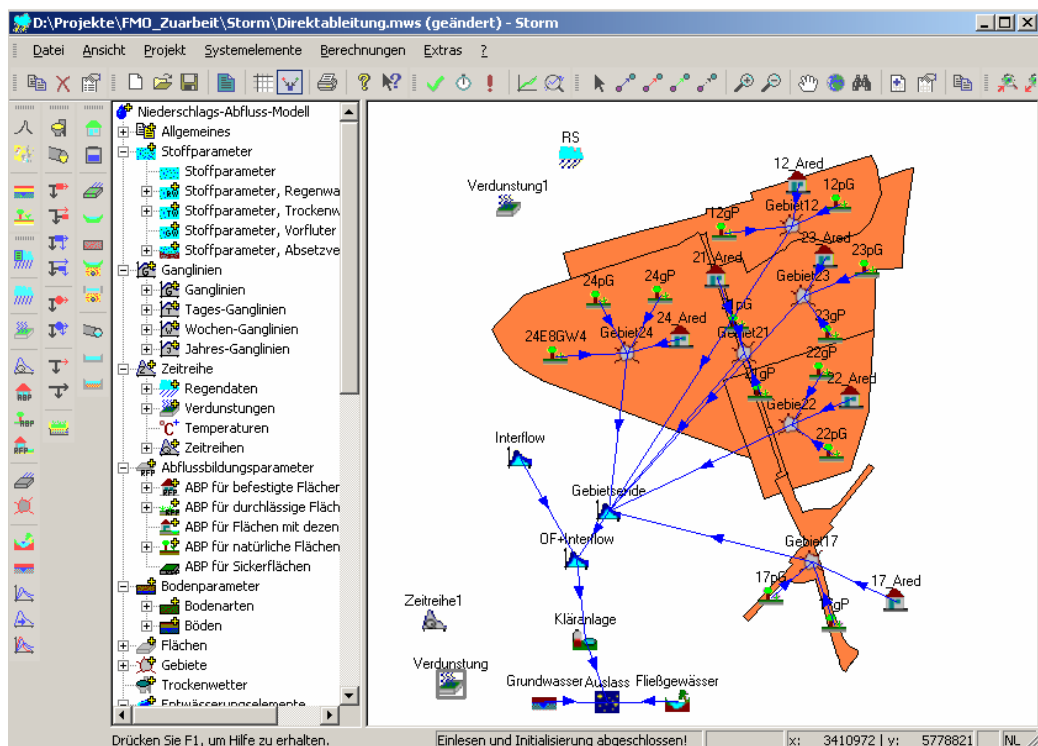 D:\Projekte\FMO_Zuarbeit\Storm\Direktableitung.mws (geändert) - Storm
Datei Ansicht Projekt Systemelemente Berechnungen Extras ?
Niederschlags-Abfluss-Modell
Allgemeines
Stoffparameter
Stoffparameter
Stoffparameter, Regenwa
Stoffparameter, Trockenw
Stoffparameter, Vorfluter
Stoffparameter, Absetzve
Ganglinien
Ganglinien
Tages-Ganglinien
Wochen-Ganglinien
Jahres-Ganglinien
Zeitreihe
Regendaten
Verdunstungen
Temperaturen
Zeitreihen
Abflussbildungsparameter
ABP für befestigte Flächen
ABP für durchlässige Fläch
ABP für Flächen mit dezen
ABP für natürliche Flächen
ABP für Sickerflächen
Bodenparameter
Bodenarten
Böden
Flächen
Gebiete
Trockenwetter
Entwässerungselemente
RS
Verdunstung1
12_Ared
12pG
12gP
Gebiet12
23_Ared
23pG
21_Ared
24pG
24gP
Gebiet23
24_Ared
pG
23gP
24E8GW4
Gebiet24
Gebiet21
22gP
21gP
22_Ared
Gebie22
22pG
Interflow
Gebietsende
OF+Interflow
Gebiet17
17pG
17_Ared
gP
Zeitreihe1
Kläranlage
Verdunstung
Grundwasser
Auslass
Fließgewässer
Drücken Sie F1, um Hilfe zu erhalten.
Einlesen und Initialisierung abgeschlossen!
x: 3410972 | y: 5778821
NL